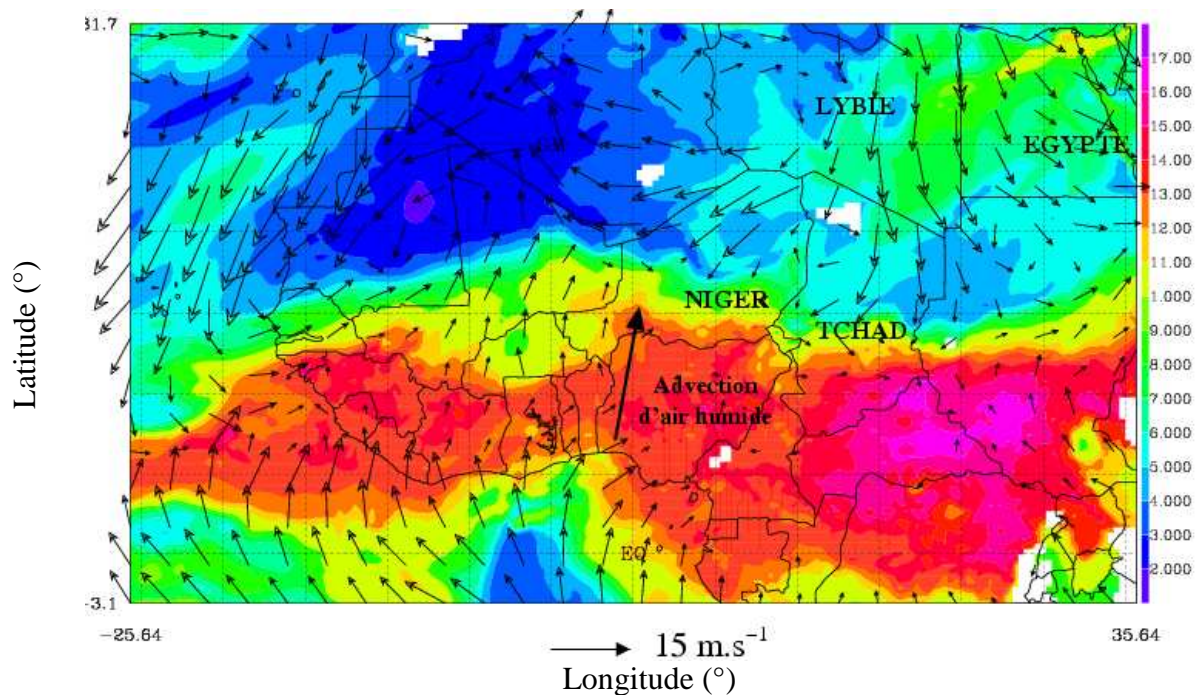 31.7
17.00
LYBIE
16.00
EGYPTE
15.00
14.00
13.00
12.00
11.00
NIGER
1.000
TCHAD
9.000
Latitude (°)
8.000
Advection
d'air humide
7.000
6.000
5.000
4.000
1.000
EQ
2.000
-3.1
−25.64
35.64
15 m.s⁻¹
Longitude (°)